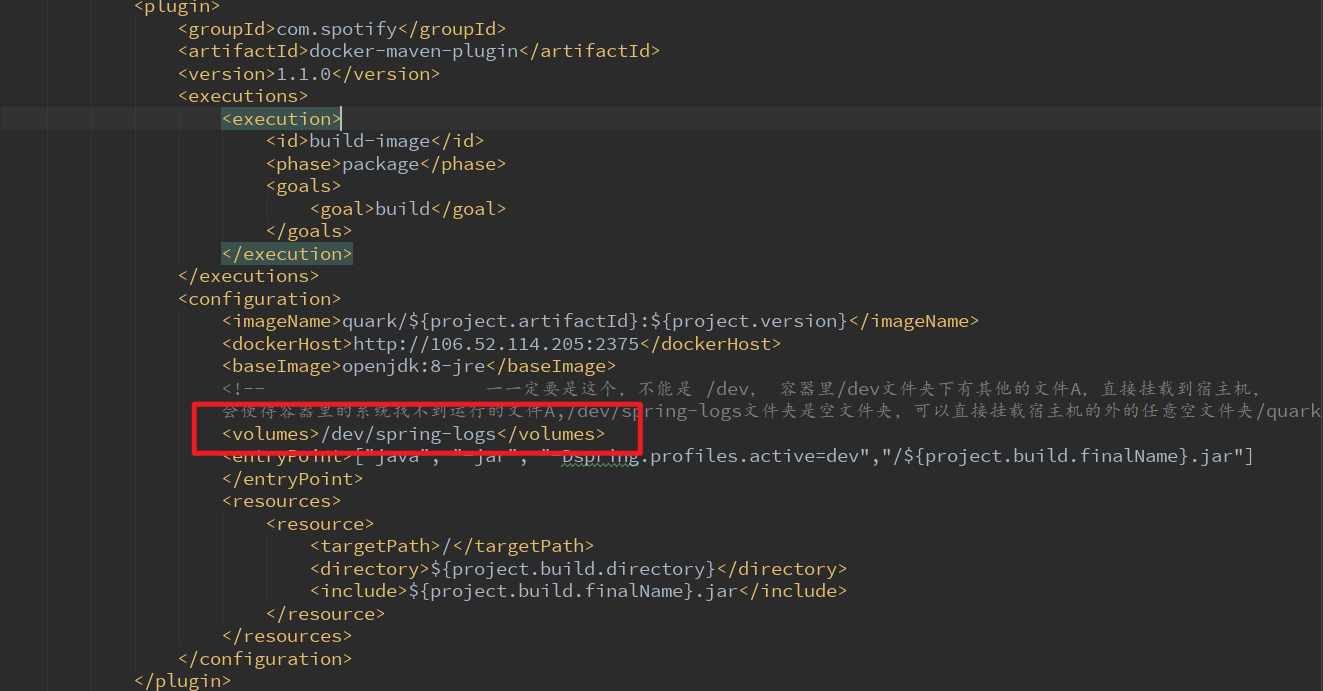 <plugin>
<groupId>com.spotify</groupId>
<artifactId>docker-maven-plugin</artifactId>
<version>1.1.0</version>
<executions>
<execution>
<id>build-image</id>
<phase>package</phase>
<goals>
<goal>build</goal>
</goals>
</execution>
</executions>
<configuration>
<imageName>quark/${project.artifactId}:${project.version}</imageName>
<dockerHost>http://106.52.114.205:2375</dockerHost>
<baseImage>openjdk:8-jre</baseImage>
<!-- 一一定要是这个, 不能是 /dev, 容器里/dev文件夹下有其他的文件A, 直接挂载到宿主机,
会使得容器里的系统找不到运行的文件A,/dev/spring-logs文件夹是空文件夹, 可以直接挂载宿主机的外的任意空文件夹/quark
<volumes>/dev/spring-logs</volumes>
<entryPoint>["java", "-jar", "-Dspring.profiles.active=dev","/${project.build.finalName}.jar"]
</entryPoint>
<resources>
<resource>
<targetPath>/</targetPath>
<directory>${project.build.directory}</directory>
<include>${project.build.finalName}.jar</include>
</resource>
</resources>
</configuration>
</plugin>